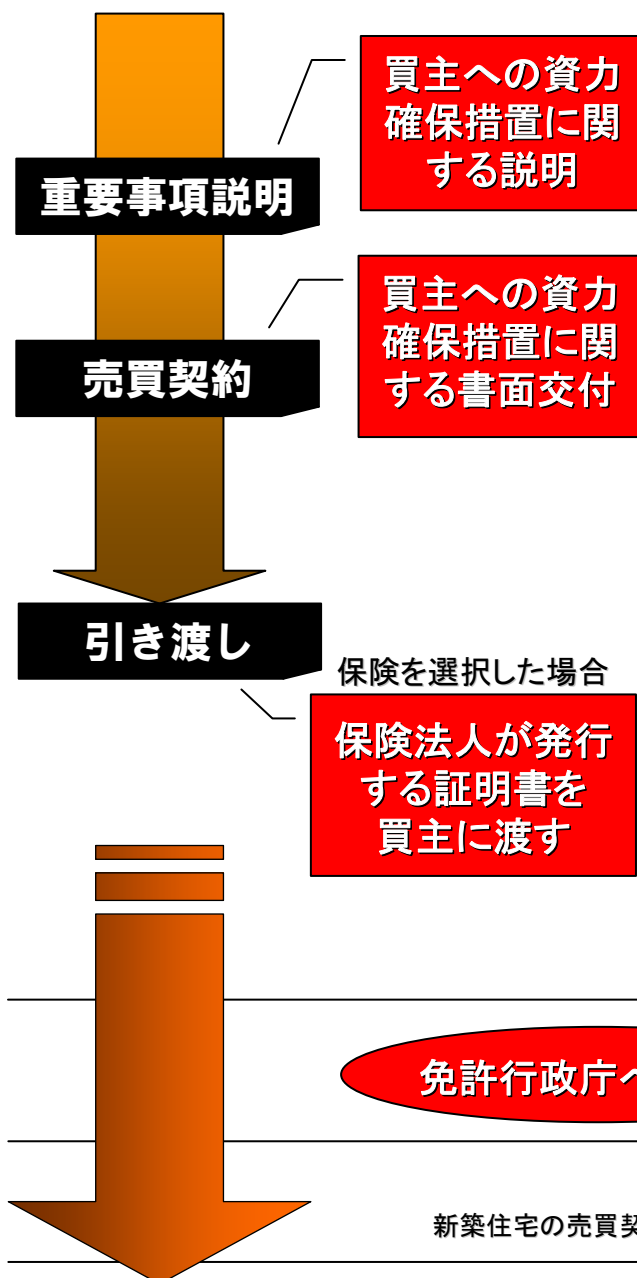 買主への資力
確保措置に関
する説明
重要事項説明
買主への資力
確保措置に関
する書面交付
売買契約
引き渡し
保険を選択した場合
保険法人が発行
する証明書を
買主に渡す
免許行政庁へ
新築住宅の売買契